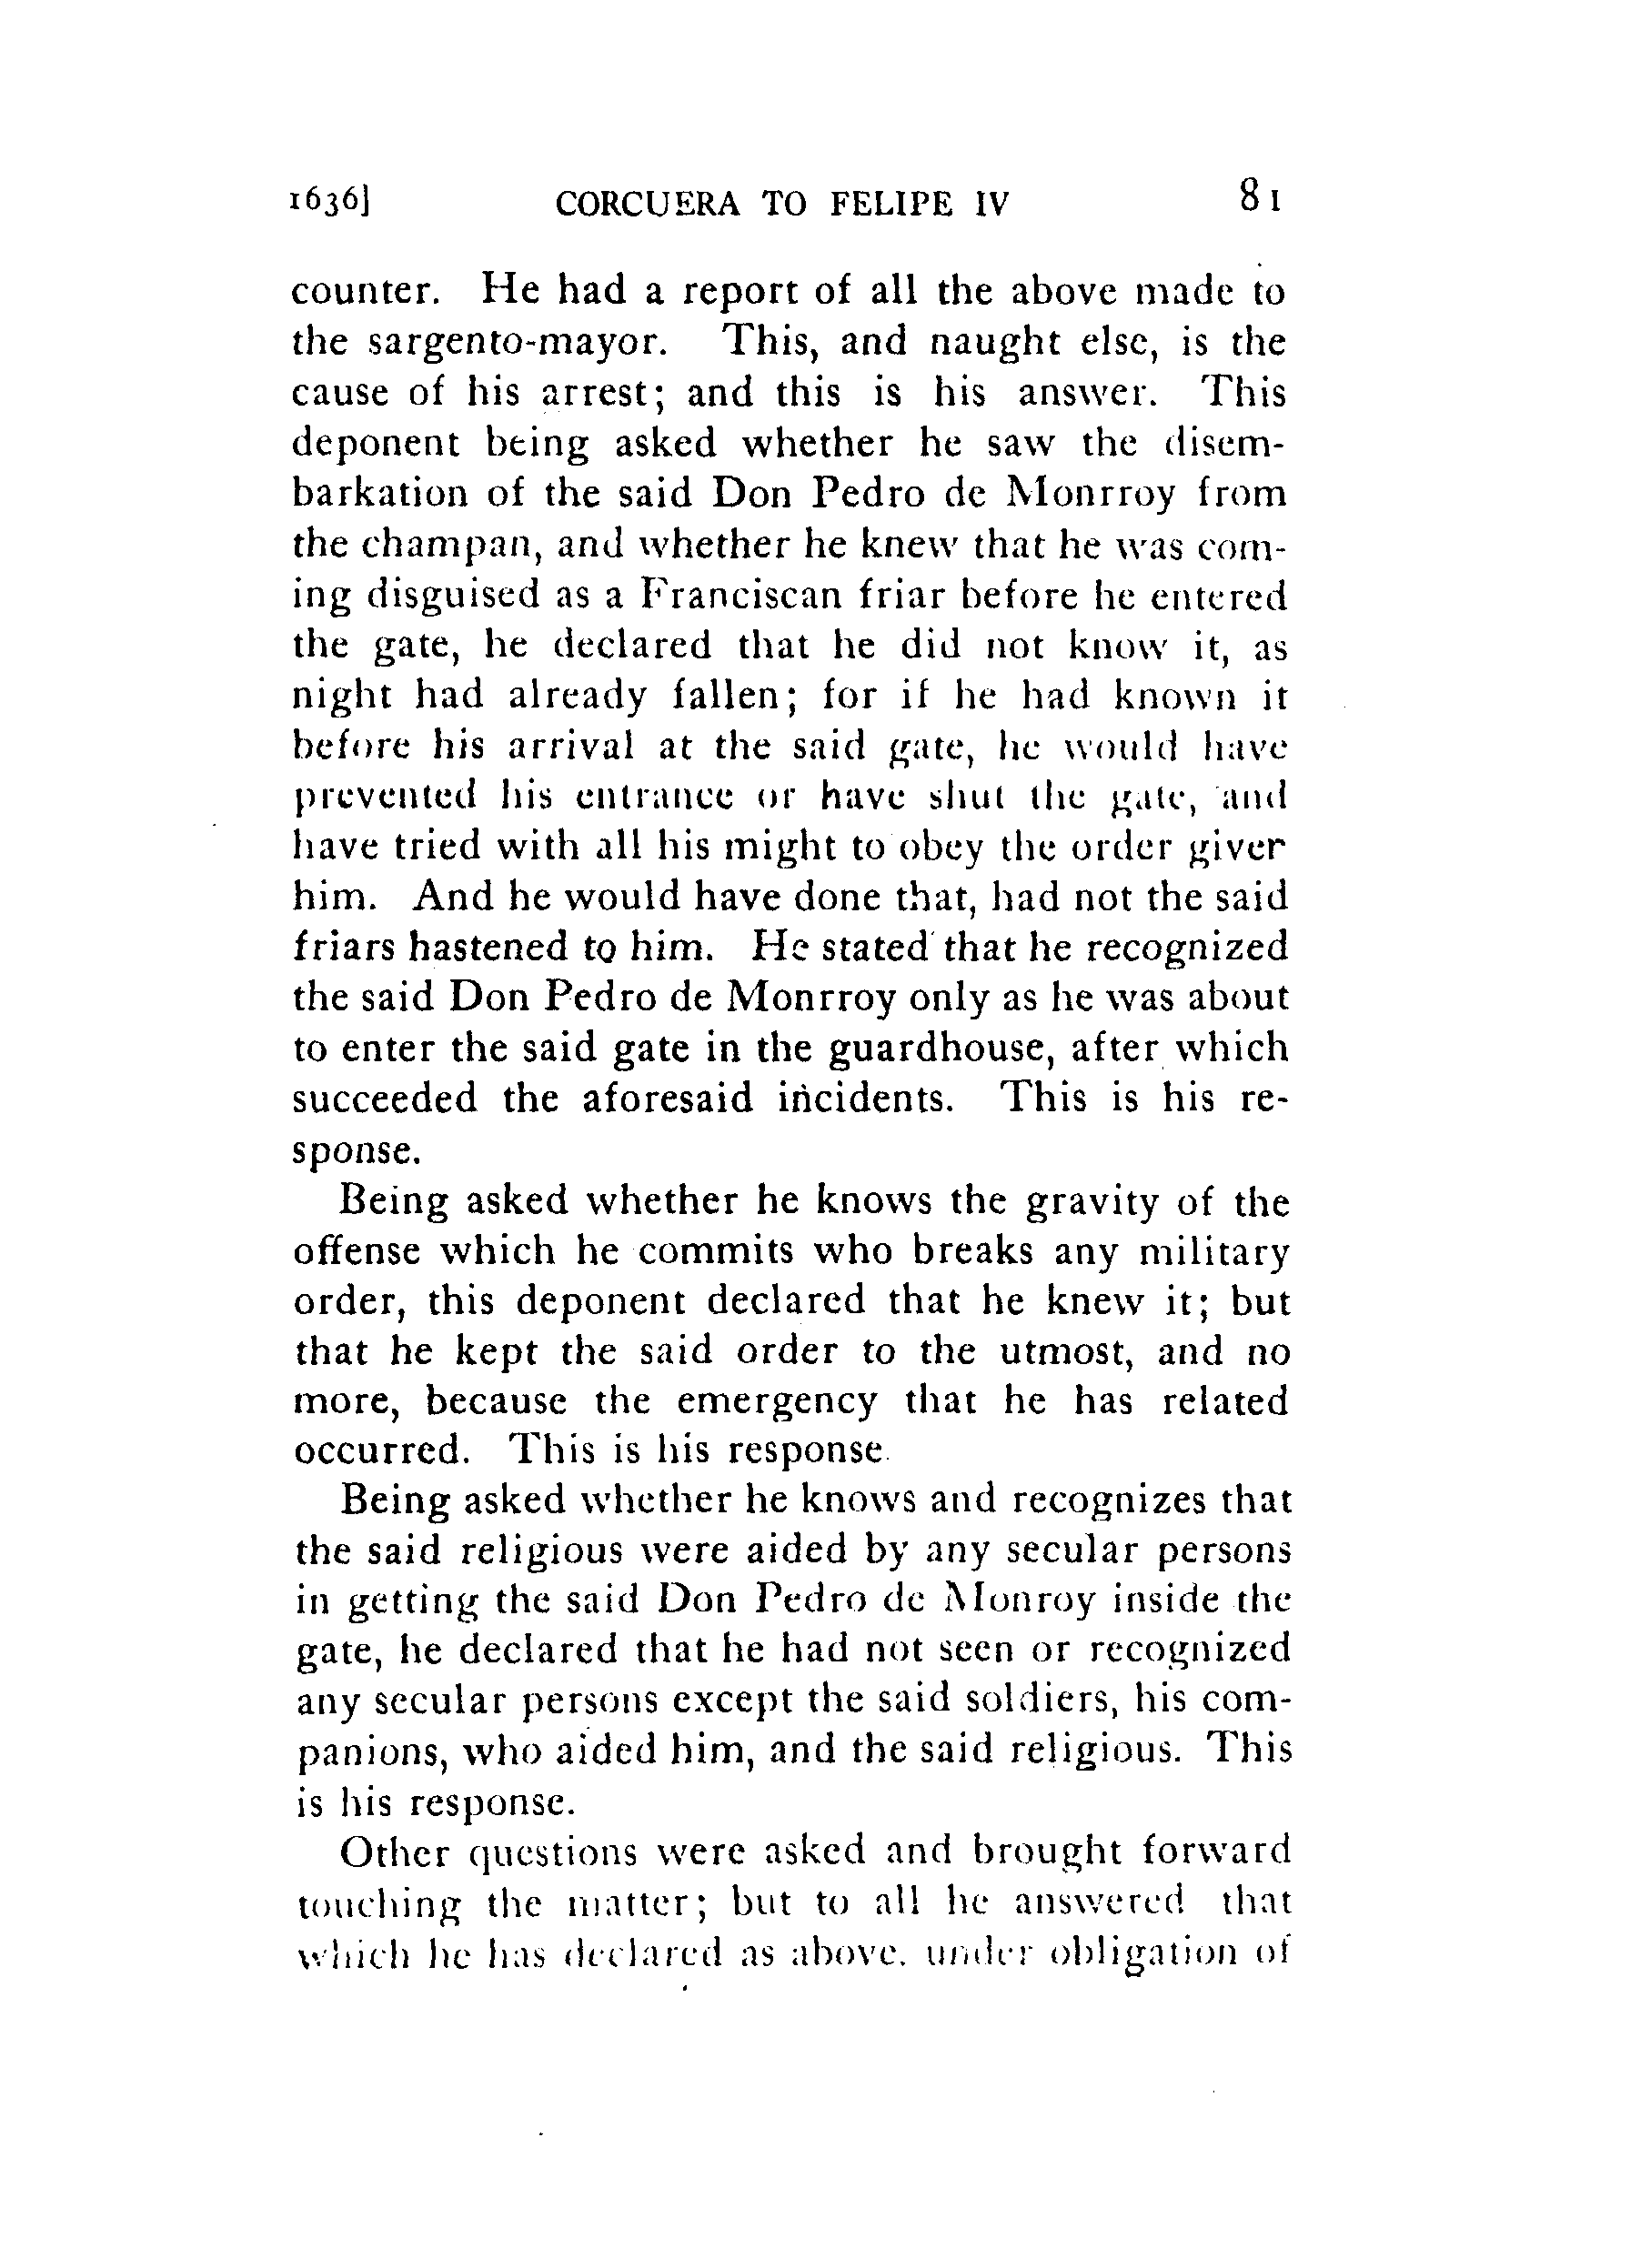 1636] CORCUERA TO FELIPE IV 81
counter. He had a report of all the above made to
the sargento-mayor. This, and naught else, is the
cause of his arrest; and this is his answer. This
deponent being asked whether he saw the disem-
barkation of the said Don Pedro de Monrroy from
the champan, and whether he knew that he was com-
ing disguised as a Franciscan friar before he entered
the gate, he declared that he did not know it, as
night had already fallen; for if he had known it
before his arrival at the said gate, he would have
prevented his entrance or have shut the gate, and
have tried with all his might to obey the order giver
him. And he would have done that, had not the said
friars hastened to him. He stated that he recognized
the said Don Pedro de Monrroy only as he was about
to enter the said gate in the guardhouse, after which
succeeded the aforesaid incidents. This is his re-
sponse.
Being asked whether he knows the gravity of the
offense which he commits who breaks any military
order, this deponent declared that he knew it; but
that he kept the said order to the utmost, and no
more, because the emergency that he has related
occurred. This is his response.
Being asked whether he knows and recognizes that
the said religious were aided by any secular persons
in getting the said Don Pedro de Monroy inside the
gate, he declared that he had not seen or recognized
any secular persons except the said soldiers, his com-
panions, who aided him, and the said religious. This
is his response.
Other questions were asked and brought forward
touching the matter; but to all he answered that
which he has declared as above. under obligation of